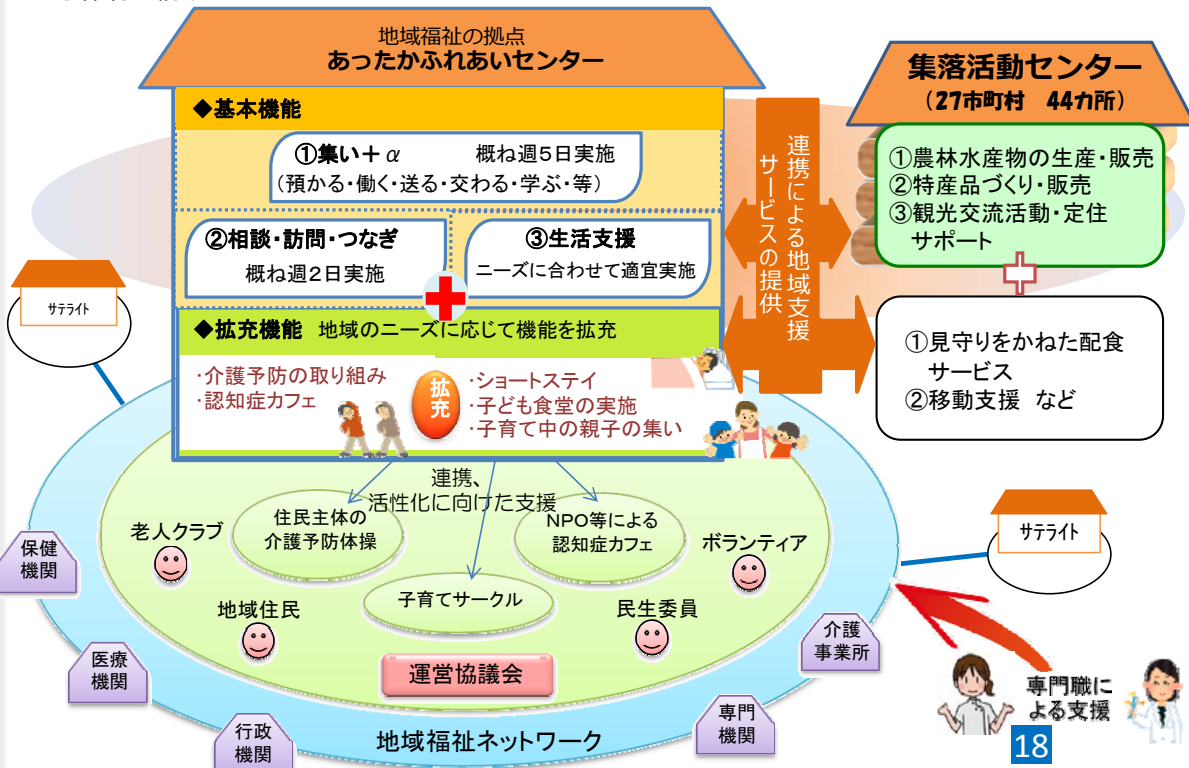 地域福祉の拠点
あったかふれあいセンター
◆基本機能
①集い＋α　概ね週５日実施
(預かる・働く・送る・交わる・学ぶ・等)
②相談・訪問・つなぎ
概ね週２日実施
③生活支援
ニーズに合わせて適宜実施
◆拡充機能 地域のニーズに応じて機能を拡充
・介護予防の取り組み
・認知症カフェ
拡充
・ショートステイ
・子ども食堂の実施
・子育て中の親子の集い
連携による地域支援
サービスの提供
集落活動センター
(27市町村　44カ所)
①農林水産物の生産・販売
②特産品づくり・販売
③観光交流活動・定住
サポート
①見守りをかねた配食
サービス
②移動支援 など
サテライト
連携、
活性化に向けた支援
住民主体の
介護予防体操
NPO等による
認知症カフェ
子育てサークル
老人クラブ
ボランティア
地域住民
民生委員
運営協議会
地域福祉ネットワーク
保健
機関
医療
機関
行政
機関
専門
機関
介護
事業所
サテライト
専門職に
よる支援
18